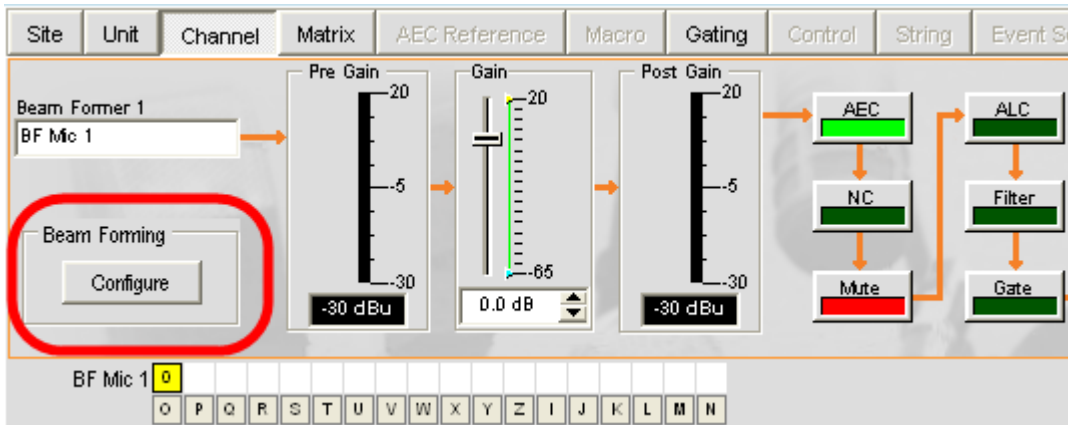 Site Unit Channel Matrix AEC Reference Macro Gating Control String Event S
Beam Former 1
BF Mic 1
Beam Forming
Configure
Pre Gain
20
-5
-30
-30 dBu
Gain
20
-65
0.0 dB
Post Gain
20
-5
-30
-30 dBu
AEC
NC
Mute
ALC
Filter
Gate
BF Mic 1 0
O P Q R S T U V W X Y Z I J K L M N